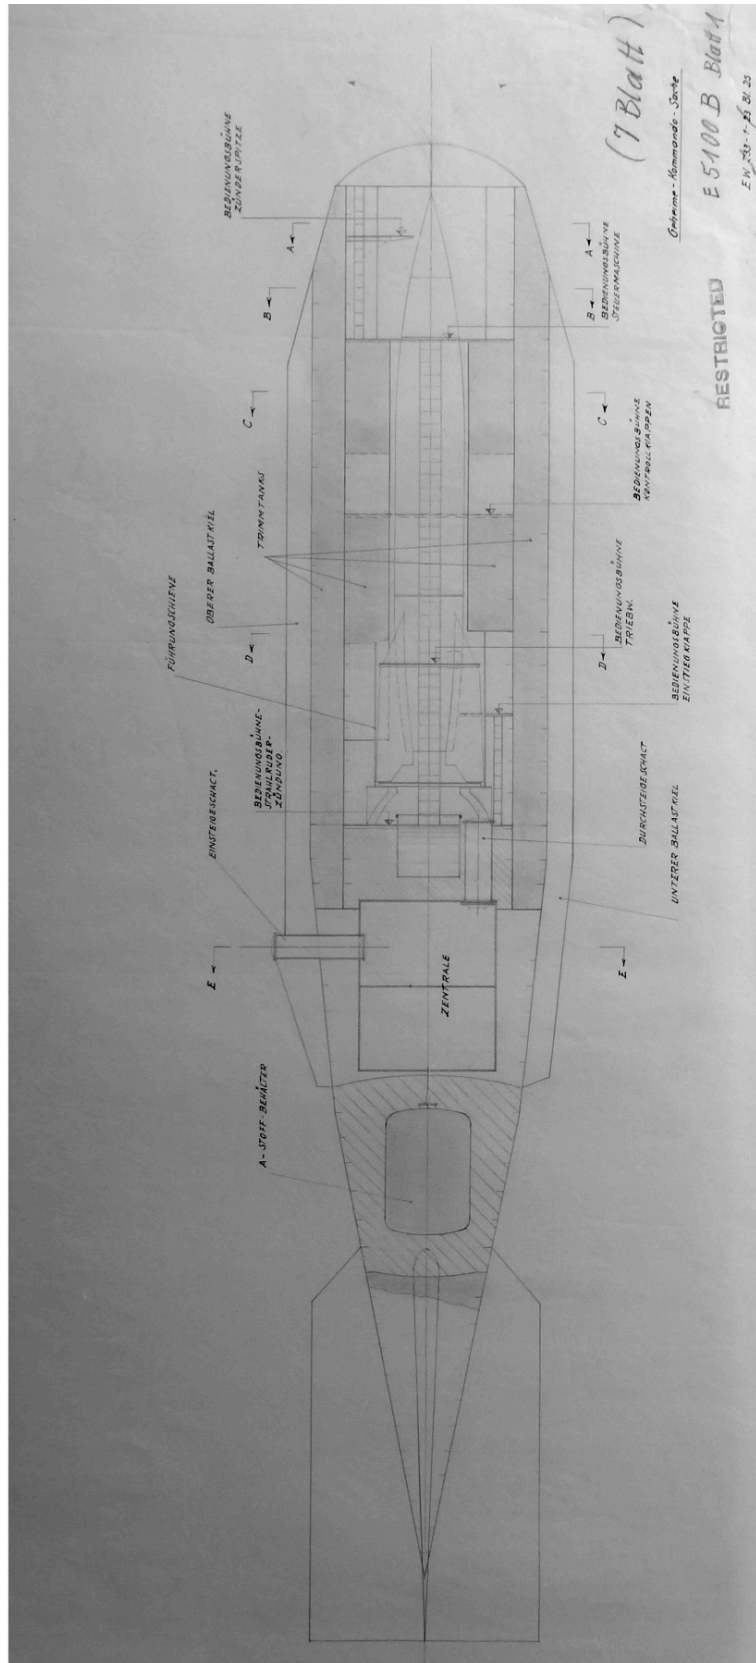 (7 Blatt)
Geheime-Kommando-Sache
E 5100 B Blatt 1
RESTRICTED
BEDIENUNGSBÜHNE
ZÜNDERSPITZE
A
A
B
B
BEDIENUNGSBÜHNE
STEUERMASCHINE
C
C
BEDIENUNGSBÜHNE
KONTROLLKLAPPEN
TRIMMTANKS
OBERER BALLASTKIEL
FÜHRUNGSCHIENE
D
D
BEDIENUNGSBÜHNE
TRIEBW.
BEDIENUNGSBÜHNE
EINSTIEGKLAPPE
BEDIENUNGSBÜHNE-
STRAHLRUDER-
ZÜNDUNG
EINSTEIGESCHACHT.
DURCHSTEIGESCHACHT
UNTERER BALLASTKIEL
E
E
ZENTRALE
A-STOFF-BEHÄLTER